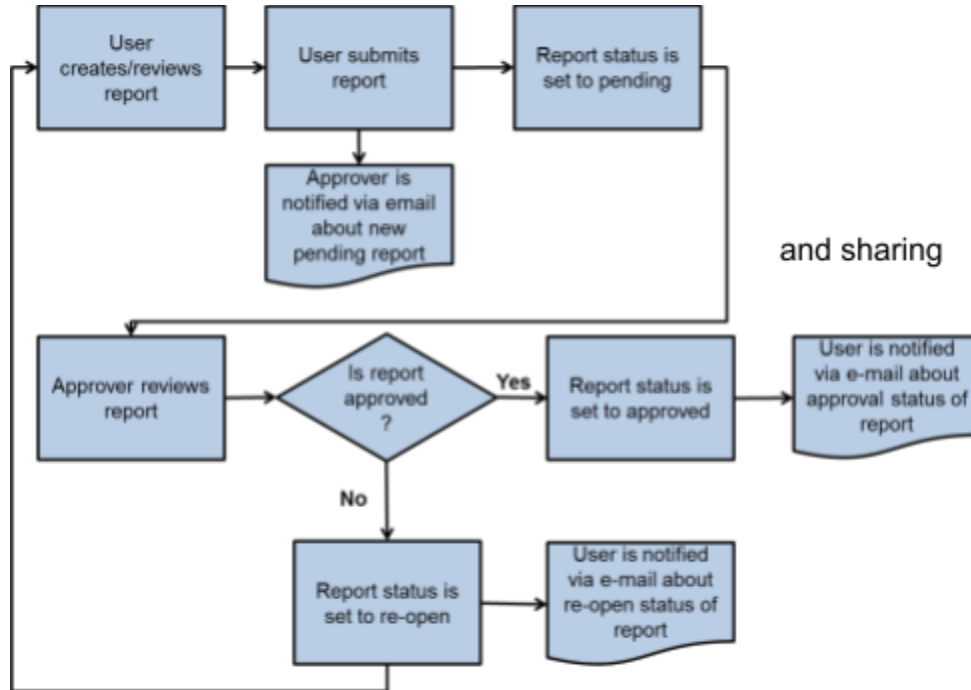 User
creates/reviews
report
User submits
report
Report status is
set to pending
Approver is
notified via email
about new
pending report
and sharing
Approver reviews
report
Is report
approved
?
Yes
Report status is
set to approved
User is notified
via e-mail about
approval status of
report
No
Report status is
set to re-open
User is notified
via e-mail about
re-open status of
report